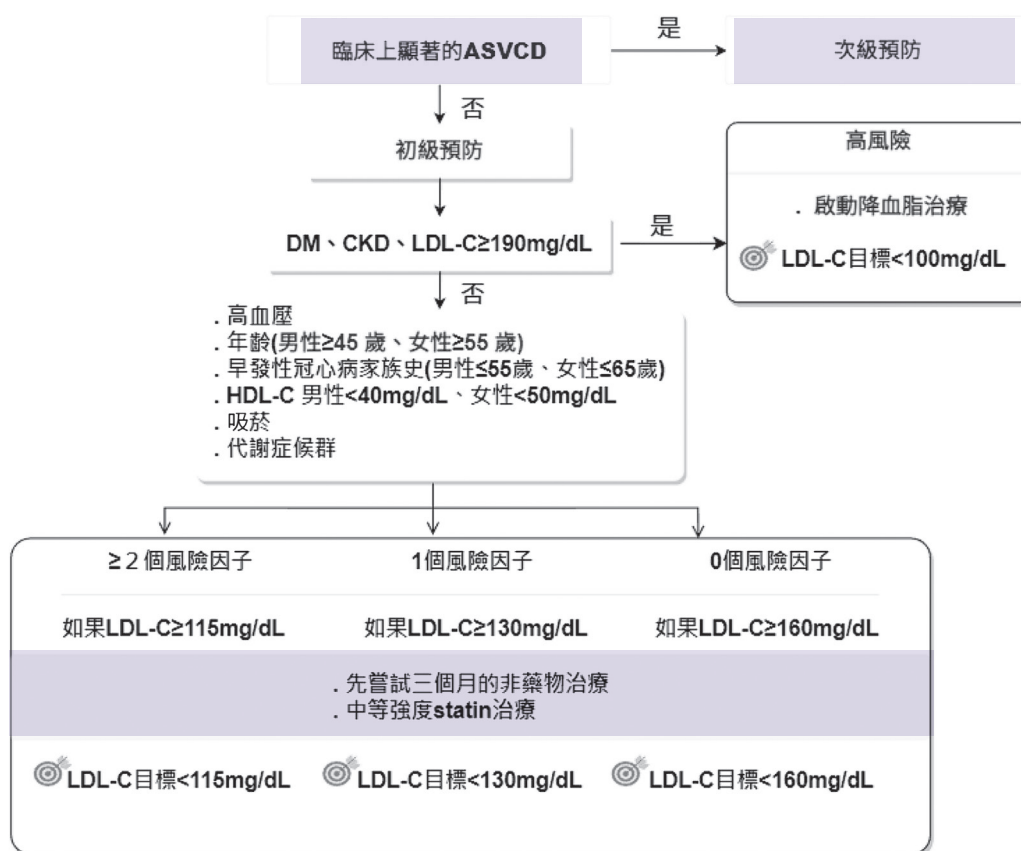 臨床上顯著的ASVCD
是
次級預防
否
初級預防
高風險
. 啟動降血脂治療
LDL-C目標<100mg/dL
DM、CKD、LDL-C≥190mg/dL
是
否
. 高血壓
. 年齡(男性≥45 歲、女性≥55 歲)
. 早發性冠心病家族史(男性≤55歲、女性≤65歲)
. HDL-C 男性<40mg/dL、女性<50mg/dL
. 吸菸
. 代謝症候群
≥２個風險因子
1個風險因子
0個風險因子
如果LDL-C≥115mg/dL
如果LDL-C≥130mg/dL
如果LDL-C≥160mg/dL
. 先嘗試三個月的非藥物治療
. 中等強度statin治療
LDL-C目標<115mg/dL
LDL-C目標<130mg/dL
LDL-C目標<160mg/dL